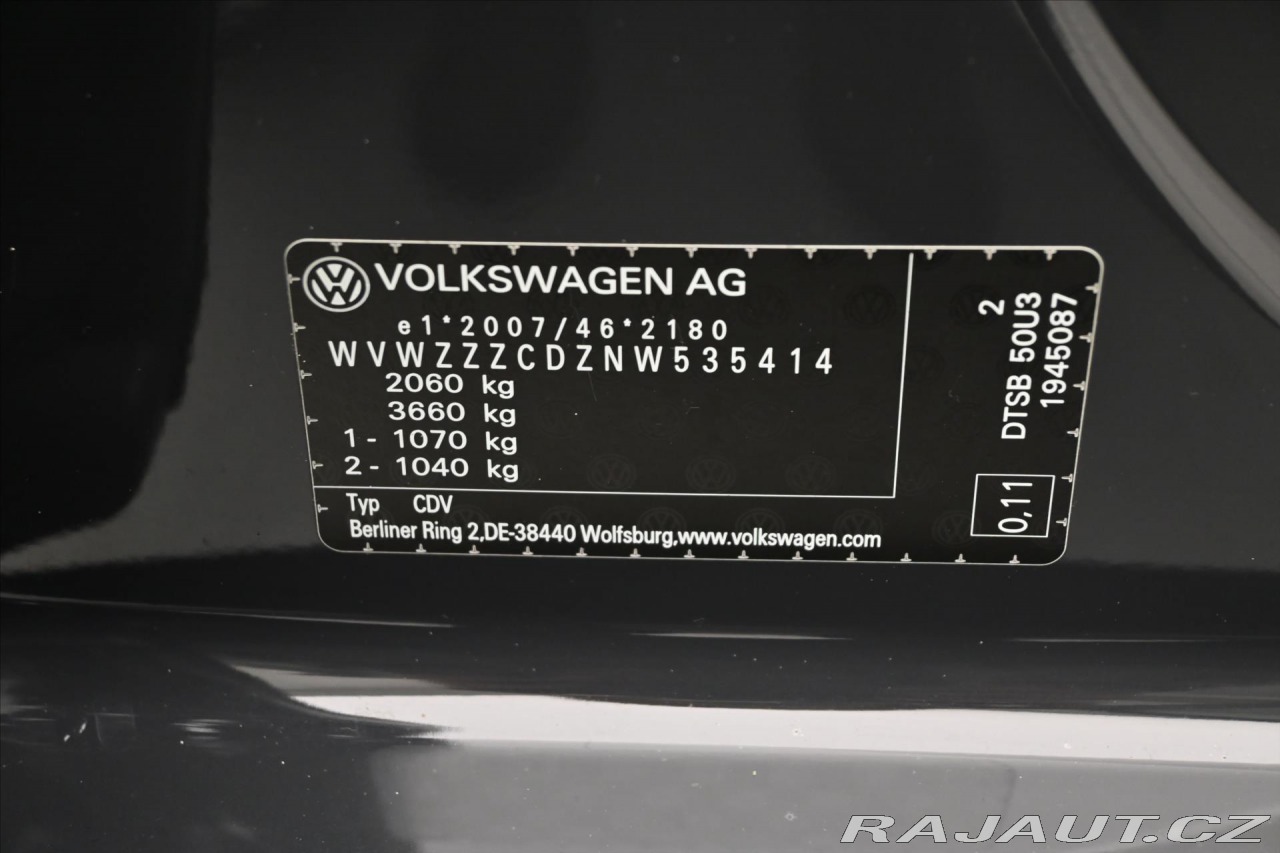 VOLKSWAGEN AG
e1*2007/46*2180
WVWZZZCDZNW535414
2060 kg
3660 kg
1 - 1070 kg
2 - 1040 kg
Typ CDV
Berliner Ring 2,DE-38440 Wolfsburg,www.volkswagen.com
2
DTSB 50U3
1945087
0,11
RAJAUT.CZ